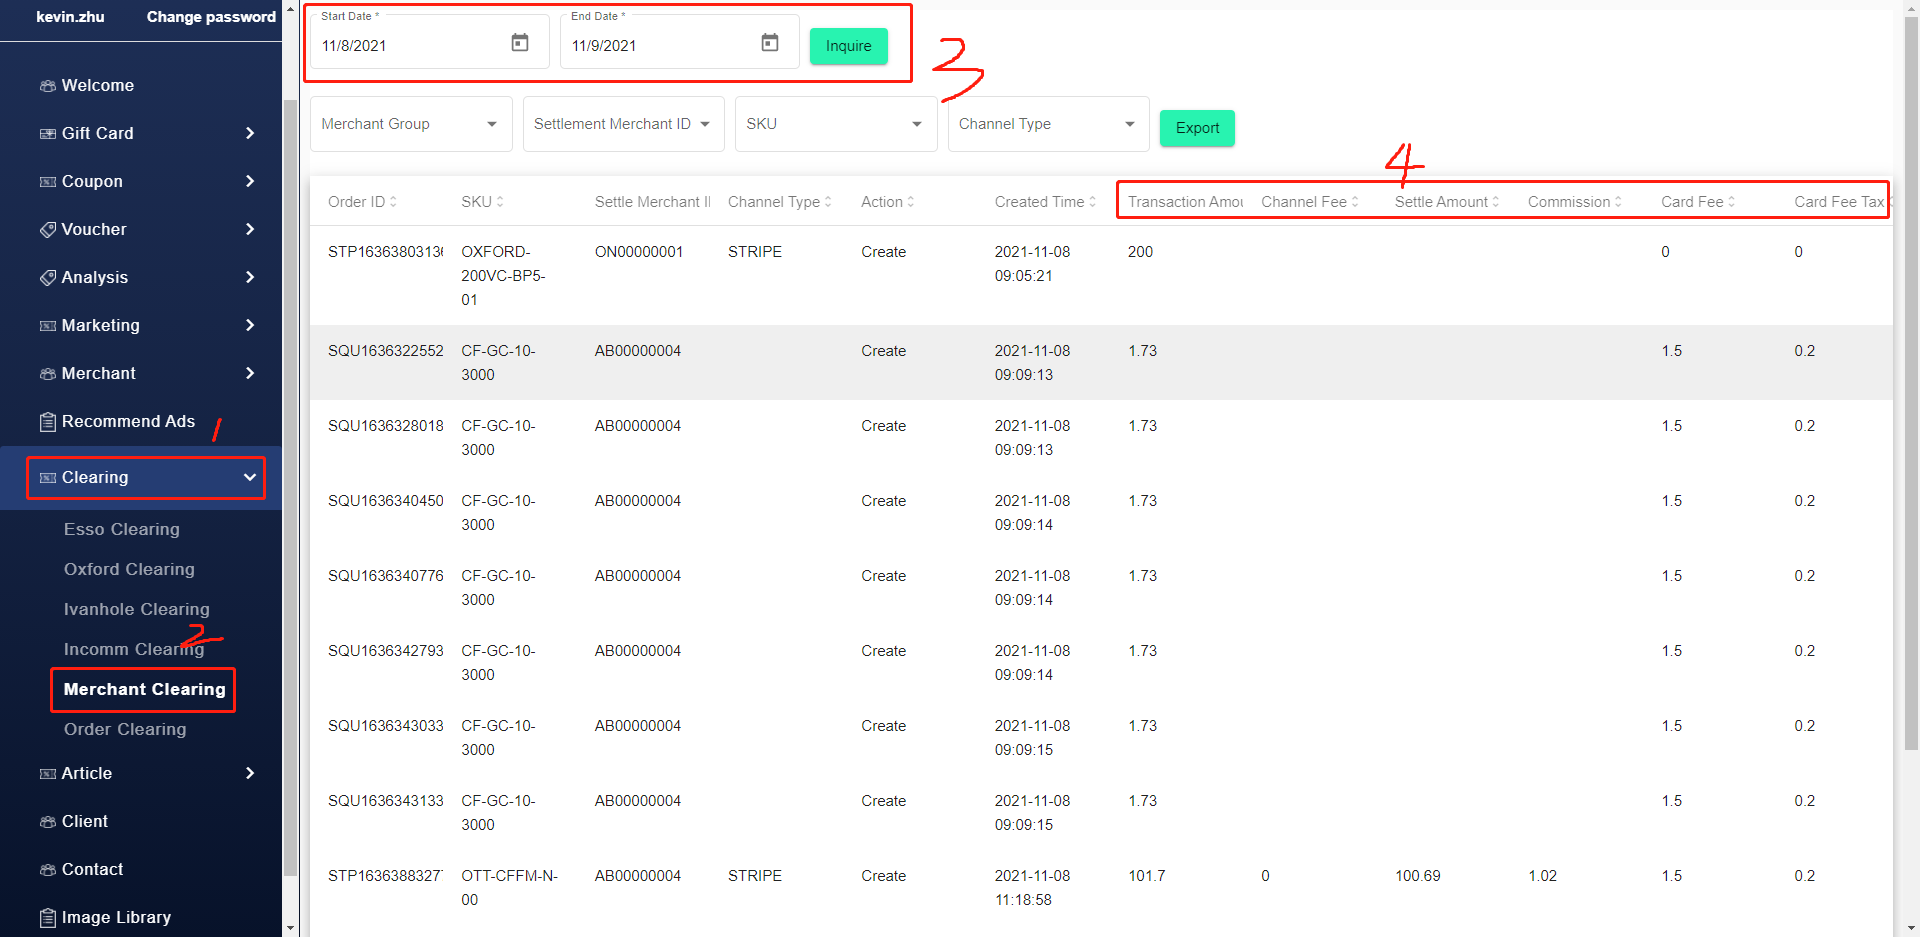 kevin.zhu Change password
Welcome
Gift Card
Coupon
Voucher
Analysis
Marketing
Merchant
Recommend Ads
1
Clearing
Esso Clearing
Oxford Clearing
Ivanhole Clearing
Incomm Clearing
2
Merchant Clearing
Order Clearing
Article
Client
Contact
Image Library
Start Date * End Date *
11/8/2021 11/9/2021 Inquire
3
Merchant Group Settlement Merchant ID SKU Channel Type Export
4
Order ID SKU Settle Merchant I Channel Type Action Created Time Transaction Amou Channel Fee Settle Amount Commission Card Fee Card Fee Tax
STP1636380313 OXFORD- ON00000001 STRIPE Create 2021-11-08 200 0 0
200VC-BP5- 09:05:21
01
SQU1636322552 CF-GC-10- AB00000004 Create 2021-11-08 1.73 1.5 0.2
3000 09:09:13
SQU1636328018 CF-GC-10- AB00000004 Create 2021-11-08 1.73 1.5 0.2
3000 09:09:13
SQU1636340450 CF-GC-10- AB00000004 Create 2021-11-08 1.73 1.5 0.2
3000 09:09:14
SQU1636340776 CF-GC-10- AB00000004 Create 2021-11-08 1.73 1.5 0.2
3000 09:09:14
SQU1636342793 CF-GC-10- AB00000004 Create 2021-11-08 1.73 1.5 0.2
3000 09:09:14
SQU1636343033 CF-GC-10- AB00000004 Create 2021-11-08 1.73 1.5 0.2
3000 09:09:15
SQU1636343133 CF-GC-10- AB00000004 Create 2021-11-08 1.73 1.5 0.2
3000 09:09:15
STP163638832 OTT-CFFM-N- AB00000004 STRIPE Create 2021-11-08 101.7 0 100.69 1.02 1.5 0.2
00 11:18:58